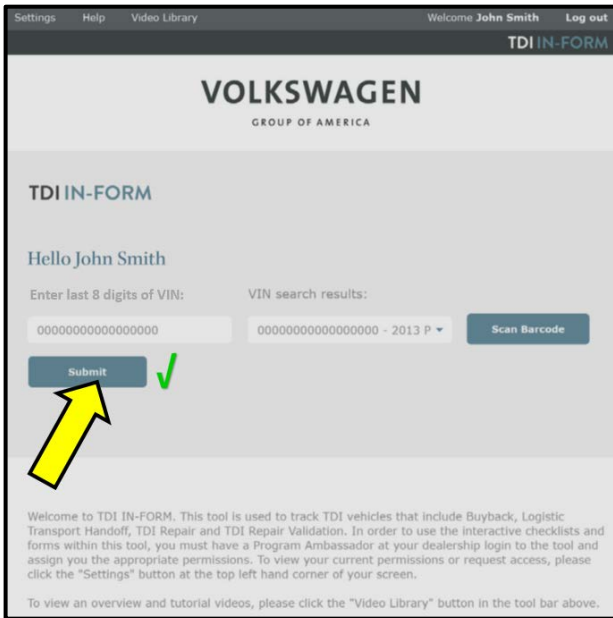 Settings Help Video Library Welcome John Smith Log out
TDI IN-FORM
VOLKSWAGEN
GROUP OF AMERICA
TDI IN-FORM
Hello John Smith
Enter last 8 digits of VIN: VIN search results:
00000000000000000 00000000000000000 - 2013 P Scan Barcode
Submit
Welcome to TDI IN-FORM. This tool is used to track TDI vehicles that include Buyback, Logistic
Transport Handoff, TDI Repair and TDI Repair Validation. In order to use the interactive checklists and
forms within this tool, you must have a Program Ambassador at your dealership login to the tool and
assign you the appropriate permissions. To view your current permissions or request access, please
click the "Settings" button at the top left hand corner of your screen.
To view an overview and tutorial videos, please click the "Video Library" button in the tool bar above.